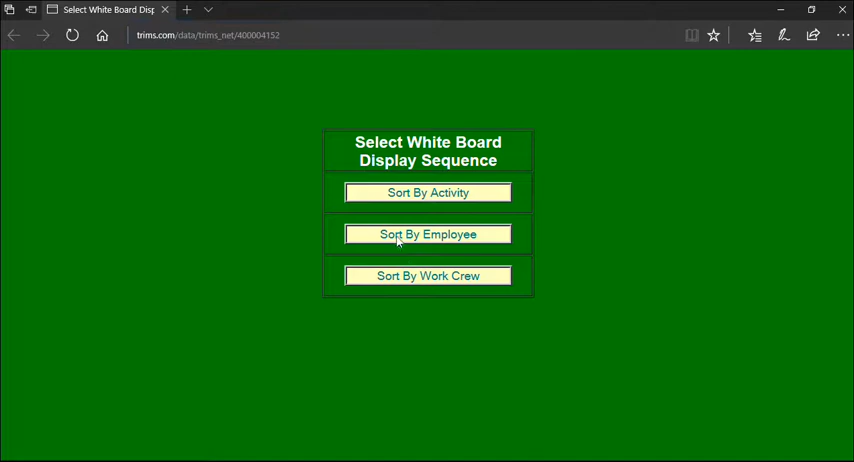 Select White Board Disp
trims.com/data/trims_net/400004152
Select White Board
Display Sequence
Sort By Activity
Sort By Employee
Sort By Work Crew